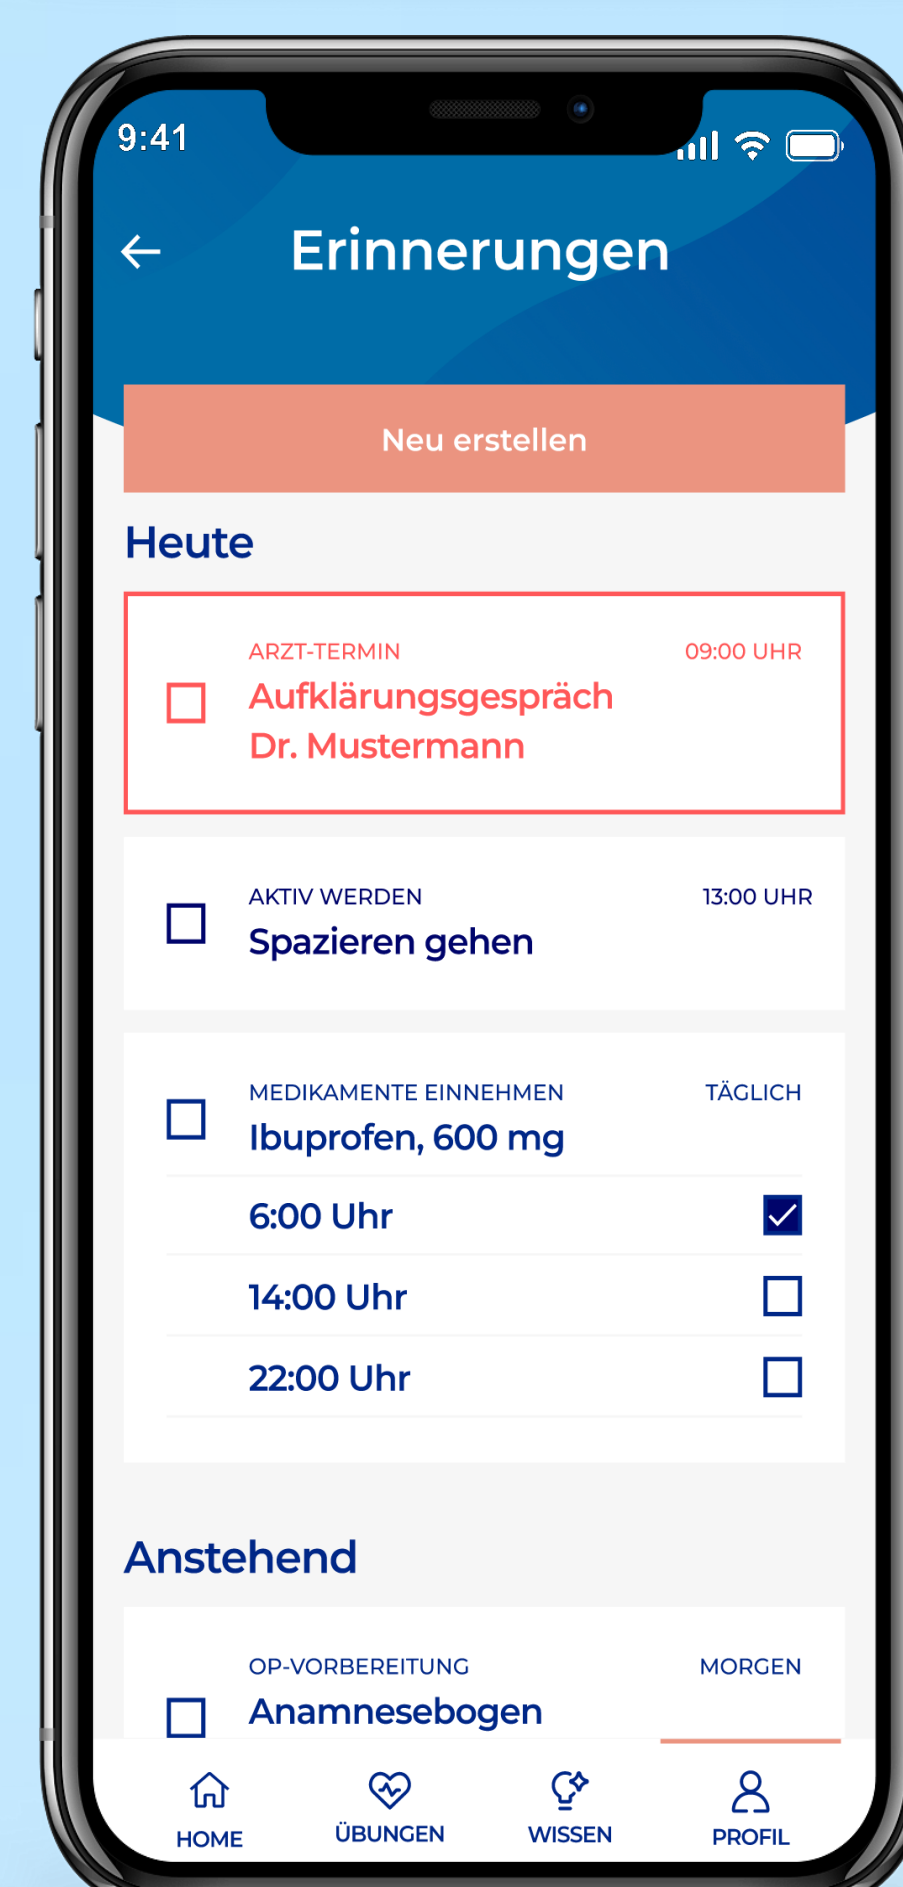 9:41
Erinnerungen
Neu erstellen
Heute
ARZT-TERMIN 09:00 UHR
Aufklärungsgespräch
Dr. Mustermann
AKTIV WERDEN 13:00 UHR
Spazieren gehen
MEDIKAMENTE EINNEHMEN TÄGLICH
Ibuprofen, 600 mg
6:00 Uhr
14:00 Uhr
22:00 Uhr
Anstehend
OP-VORBEREITUNG MORGEN
Anamnesebogen
HOME ÜBUNGEN WISSEN PROFIL